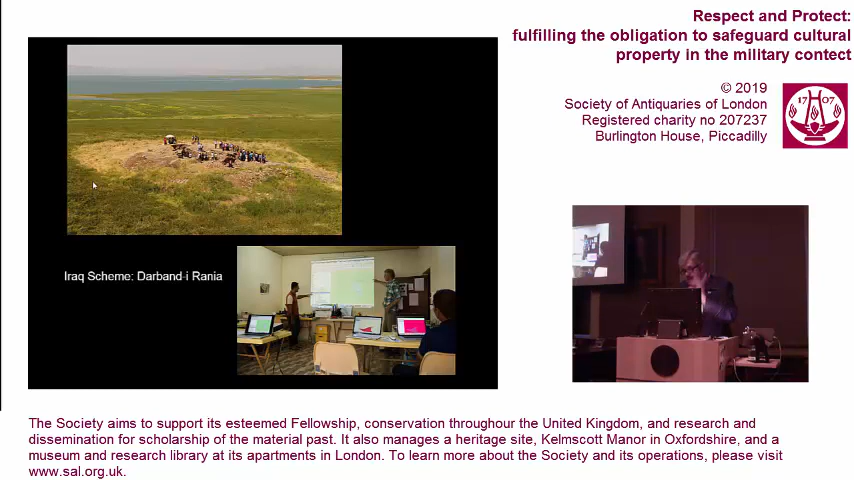 Respect and Protect:
fulfilling the obligation to safeguard cultural
property in the military contect
© 2019
Society of Antiquaries of London
Registered charity no 207237
Burlington House, Piccadilly
17 07
Iraq Scheme: Darband-i Rania
The Society aims to support its esteemed Fellowship, conservation throughour the United Kingdom, and research and
dissemination for scholarship of the material past. It also manages a heritage site, Kelmscott Manor in Oxfordshire, and a
museum and research library at its apartments in London. To learn more about the Society and its operations, please visit
www.sal.org.uk.